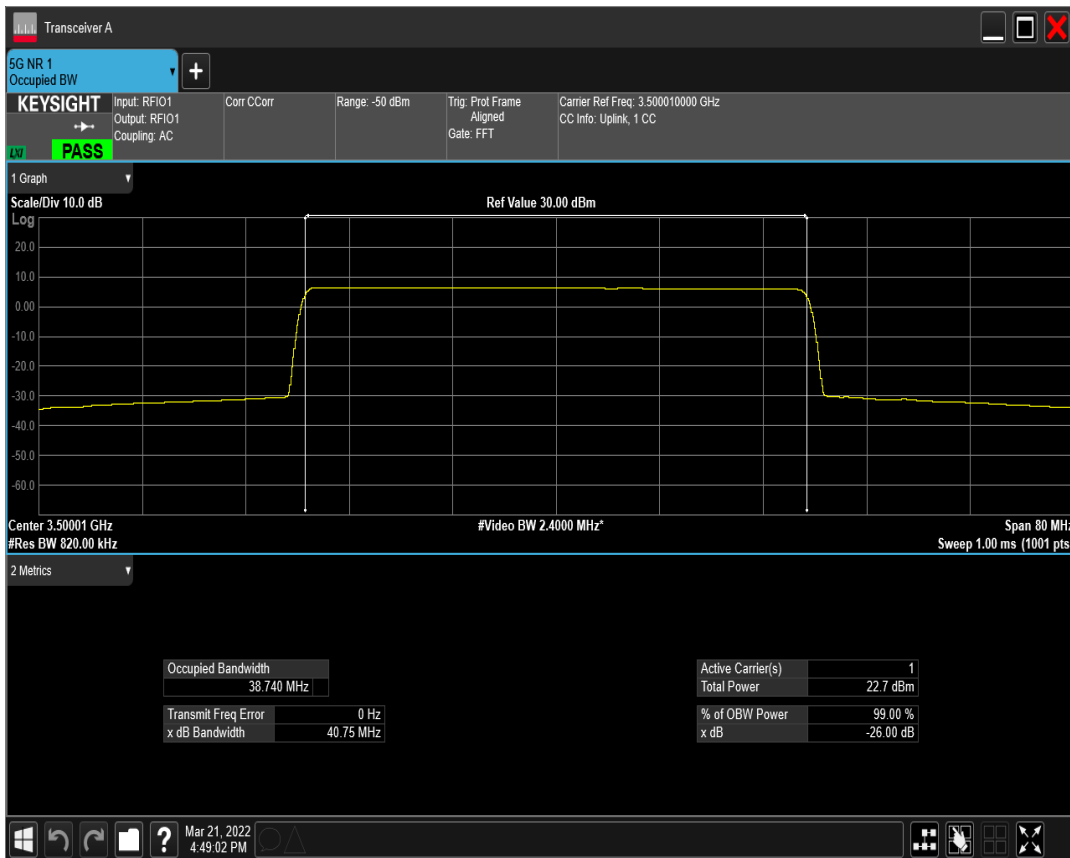 Transceiver A
5G NR 1
Occupied BW
KEYSIGHT
Input: RFIO1
Output: RFIO1
Coupling: AC
Corr CCorr
Range: -50 dBm
Trig: Prot Frame
Aligned
Gate: FFT
Carrier Ref Freq: 3.500010000 GHz
CC Info: Uplink, 1 CC
LXI
PASS
1 Graph
Scale/Div 10.0 dB
Ref Value 30.00 dBm
Log
20.0
10.0
0.00
-10.0
-20.0
-30.0
-40.0
-50.0
-60.0
Center 3.50001 GHz
#Video BW 2.4000 MHz*
Span 80 MHz
#Res BW 820.00 kHz
Sweep 1.00 ms (1001 pts
2 Metrics
Occupied Bandwidth
38.740 MHz
Transmit Freq Error 0 Hz
x dB Bandwidth 40.75 MHz
Active Carrier(s) 1
Total Power 22.7 dBm
% of OBW Power 99.00 %
x dB -26.00 dB
?
Mar 21, 2022
4:49:02 PM